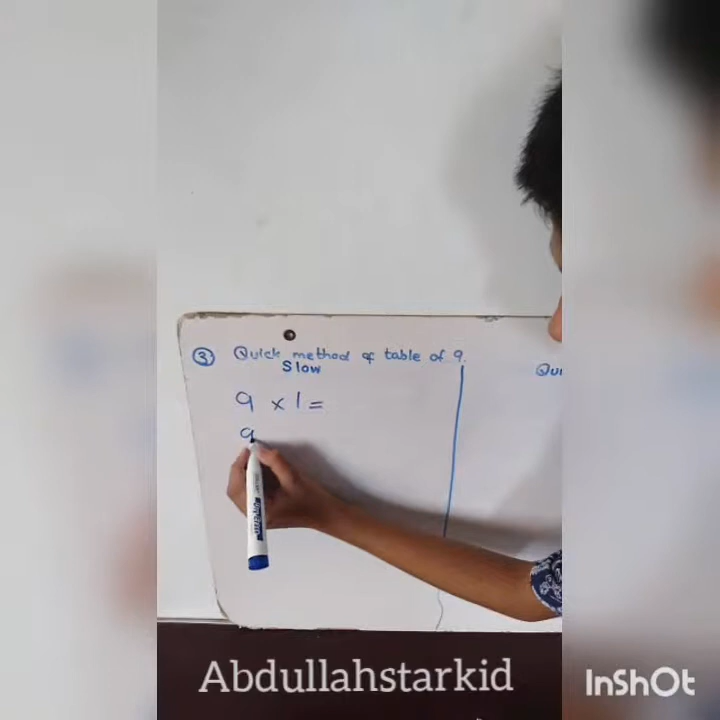 ③ Quick method of table of 9.
Slow
9 × 1 =
9
Abdullahstarkid
InShOt